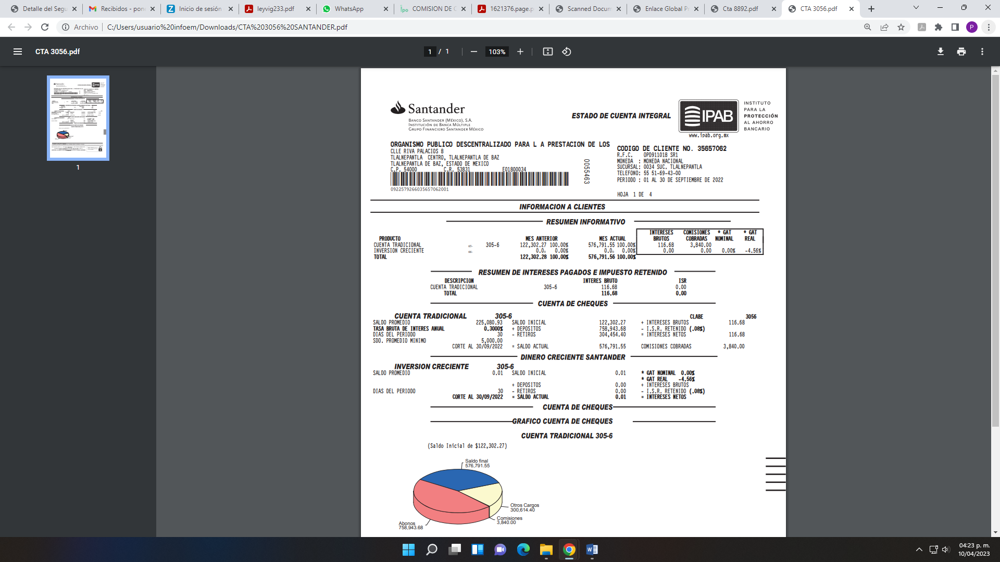 Detalle del Segu
Recibidos - pone
Inicio de sesión
leyvig233.pdf
WhatsApp
COMISION DE C
1621376.page.p
Scanned Docum
Enlace Global P
Cta 8892.pdf
CTA 3056.pdf
Archivo
C:/Users/usuario%20infoem/Downloads/CTA%203056%20SANTANDER.pdf
P
CTA 3056.pdf
1 / 1
103%
1
Santander
BANCO SANTANDER (MÉXICO), S.A.
INSTITUCIÓN DE BANCA MÚLTIPLE
GRUPO FINANCIERO SANTANDER MÉXICO
ESTADO DE CUENTA INTEGRAL
IPAB
www.ipab.org.mx
INSTITUTO
PARA LA
PROTECCIÓN
AL AHORRO
BANCARIO
ORGANISMO PUBLICO DESCENTRALIZADO PARA L A PRESTACION DE LOS
CLLE RIVA PALACIOS 8
TLALNEPANTLA CENTRO, TLALNEPANTLA DE BAZ
TLALNEPANTLA DE BAZ, ESTADO DE MEXICO
C.P. 54000 C.R. 53831 E01800034
0922579266035657062001
0055463
CODIGO DE CLIENTE NO. 35657062
R.F.C. OPD911018 SR1
MONEDA : MONEDA NACIONAL
SUCURSAL: 0034 SUC. TLALNEPANTLA
TELEFONO: 55 51-69-43-00
PERIODO : 01 AL 30 DE SEPTIEMBRE DE 2022
HOJA 1 DE 4
INFORMACION A CLIENTES
RESUMEN INFORMATIVO
INTERESES COMISIONES * GAT * GAT
PRODUCTO MES ANTERIOR MES ACTUAL BRUTOS COBRADAS NOMINAL REAL
CUENTA TRADICIONAL 65- 305-6 122,302.27 100.00% 576,791.55 100.00% 116.68 3,840.00
INVERSION CRECIENTE 66- 0.00 0.00% 0.00 0.00% 0.00 0.00 0.00% -4.56%
TOTAL 122,302.28 100.00% 576,791.56 100.00%
RESUMEN DE INTERESES PAGADOS E IMPUESTO RETENIDO
DESCRIPCION INTERES BRUTO ISR
CUENTA TRADICIONAL 305-6 116.68 0.00
TOTAL 116.68 0.00
CUENTA DE CHEQUES
CUENTA TRADICIONAL 305-6 CLABE 3056
SALDO PROMEDIO 225,080.93 SALDO INICIAL 122,302.27 + INTERESES BRUTOS 116.68
TASA BRUTA DE INTERES ANUAL 0.3000% + DEPOSITOS 758,943.68 - I.S.R. RETENIDO (.08%)
DIAS DEL PERIODO 30 - RETIROS 304,454.40 = INTERESES NETOS 116.68
SDO. PROMEDIO MINIMO 5,000.00
CORTE AL 30/09/2022 = SALDO ACTUAL 576,791.55 COMISIONES COBRADAS 3,840.00
DINERO CRECIENTE SANTANDER
INVERSION CRECIENTE 305-6
SALDO PROMEDIO 0.01 SALDO INICIAL 0.01 * GAT NOMINAL 0.00%
* GAT REAL -4.56%
+ DEPOSITOS 0.00 + INTERESES BRUTOS
DIAS DEL PERIODO 30 - RETIROS 0.00 - I.S.R. RETENIDO (.08%)
CORTE AL 30/09/2022 = SALDO ACTUAL 0.01 = INTERESES NETOS
CUENTA DE CHEQUES
GRAFICO CUENTA DE CHEQUES
CUENTA TRADICIONAL 305-6
(Saldo Inicial de $122,302.27)
Saldo final
576,791.55
Otros Cargos
300,614.40
Comisiones
3,840.00
Abonos
758,943.68
04:23 p. m.
10/04/2023